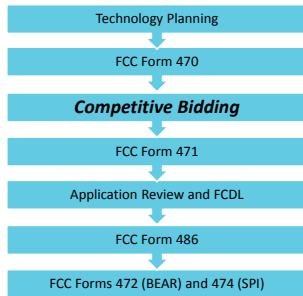 Technology Planning
FCC Form 470
Competitive Bidding
FCC Form 471
Application Review and FCDL
FCC Form 486
FCC Forms 472 (BEAR) and 474 (SPI)